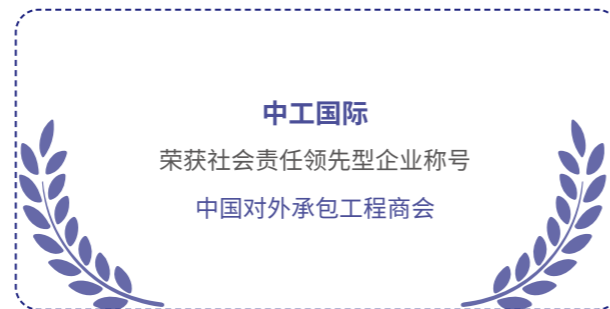 中工国际
荣获社会责任领先型企业称号
中国对外承包工程商会